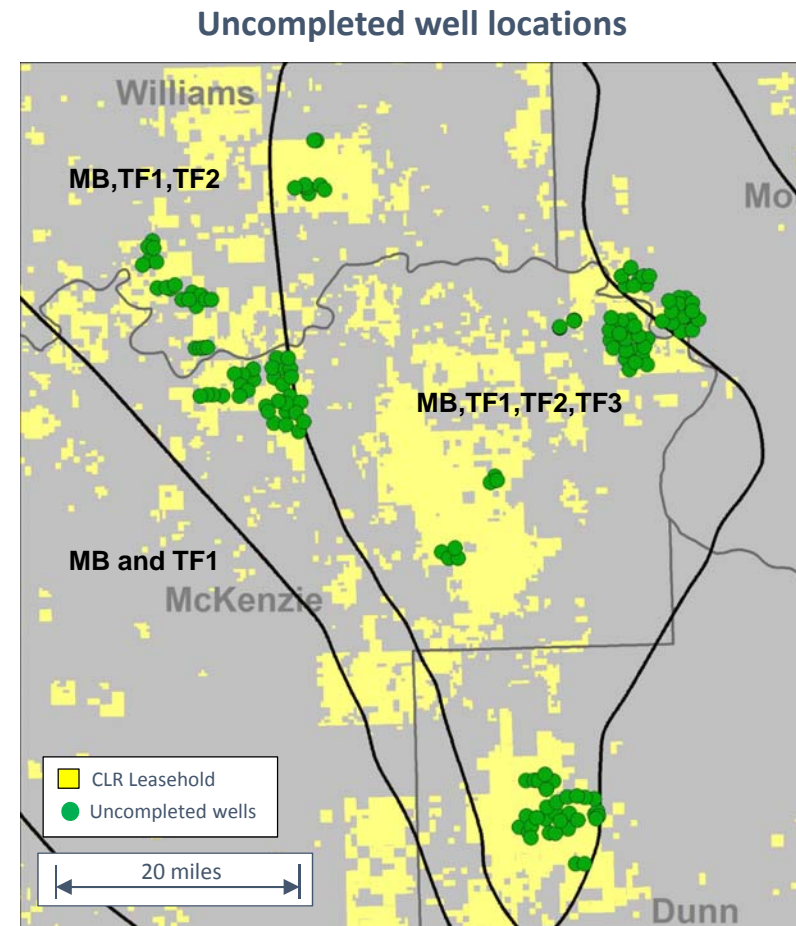 Uncompleted well locations
Williams
MB,TF1,TF2
Mo
MB,TF1,TF2,TF3
MB and TF1
McKenzie
CLR Leasehold
Uncompleted wells
20 miles
Dunn